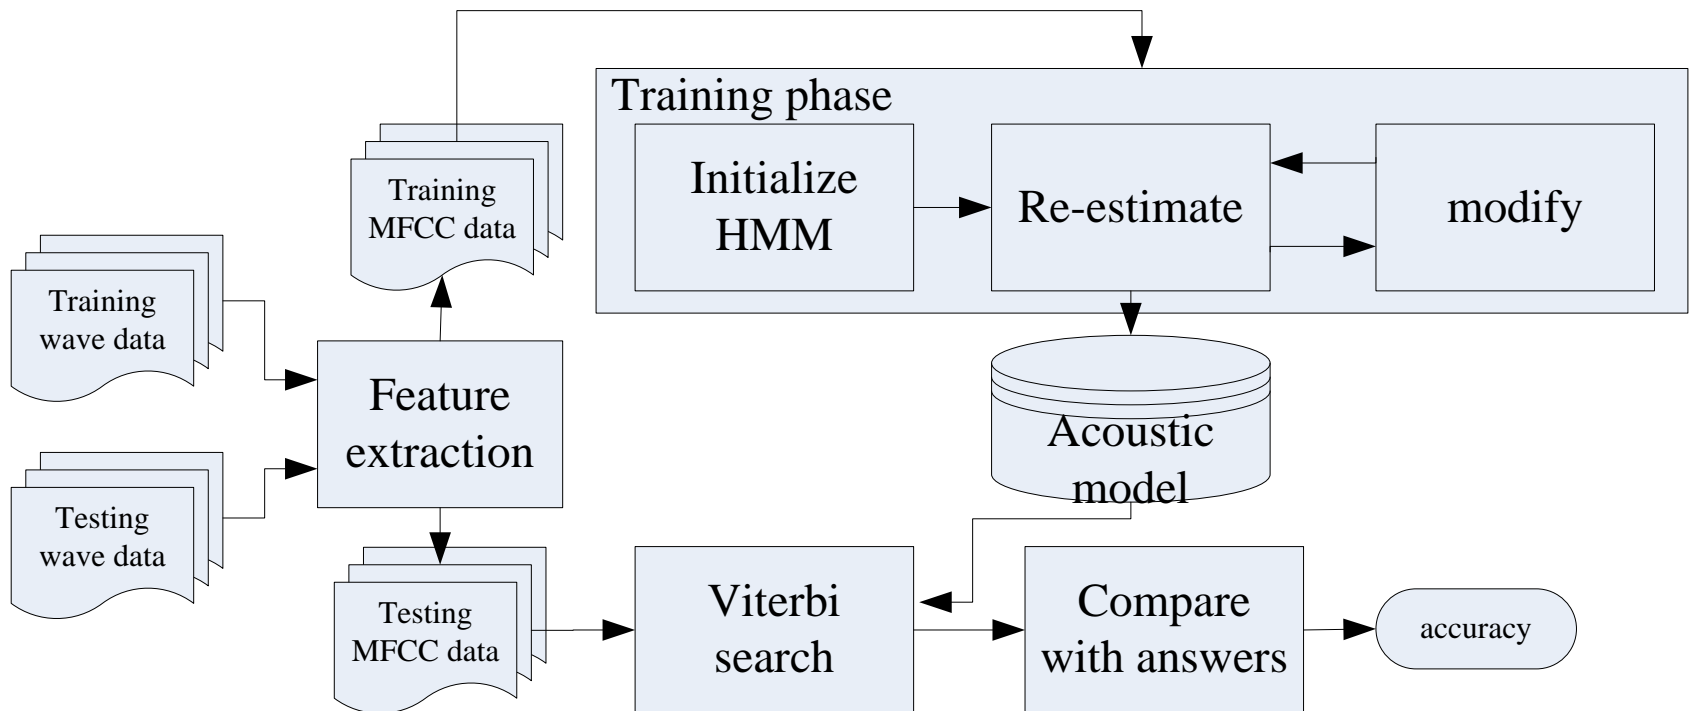 Training phase
Initialize
HMM
Re-estimate
modify
Training
MFCC data
Training
wave data
Feature
extraction
Acoustic
model
Testing
wave data
Testing
MFCC data
Viterbi
search
Compare
with answers
accuracy